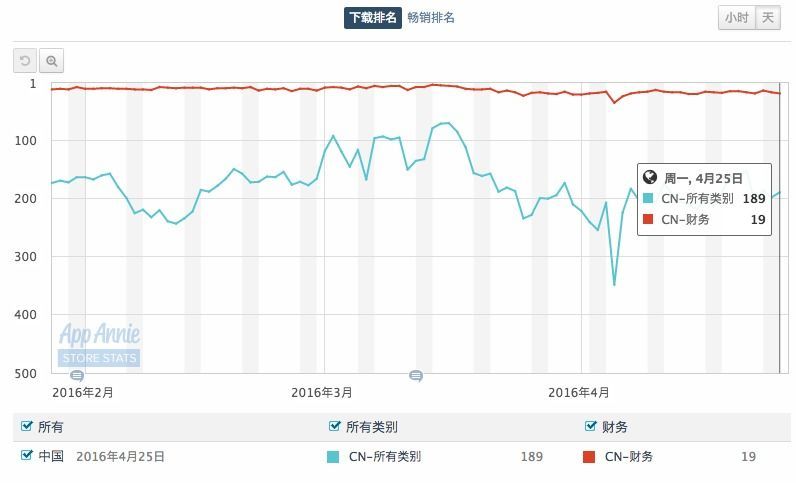 下载排名 畅销排名
小时 天
1
100
200
300
400
500
周一, 4月25日
CN-所有类别 189
CN-财务 19
App Annie
STORE STATS
2016年2月 2016年3月 2016年4月
所有 所有类别 财务
中国 2016年4月25日 CN-所有类别 189 CN-财务 19